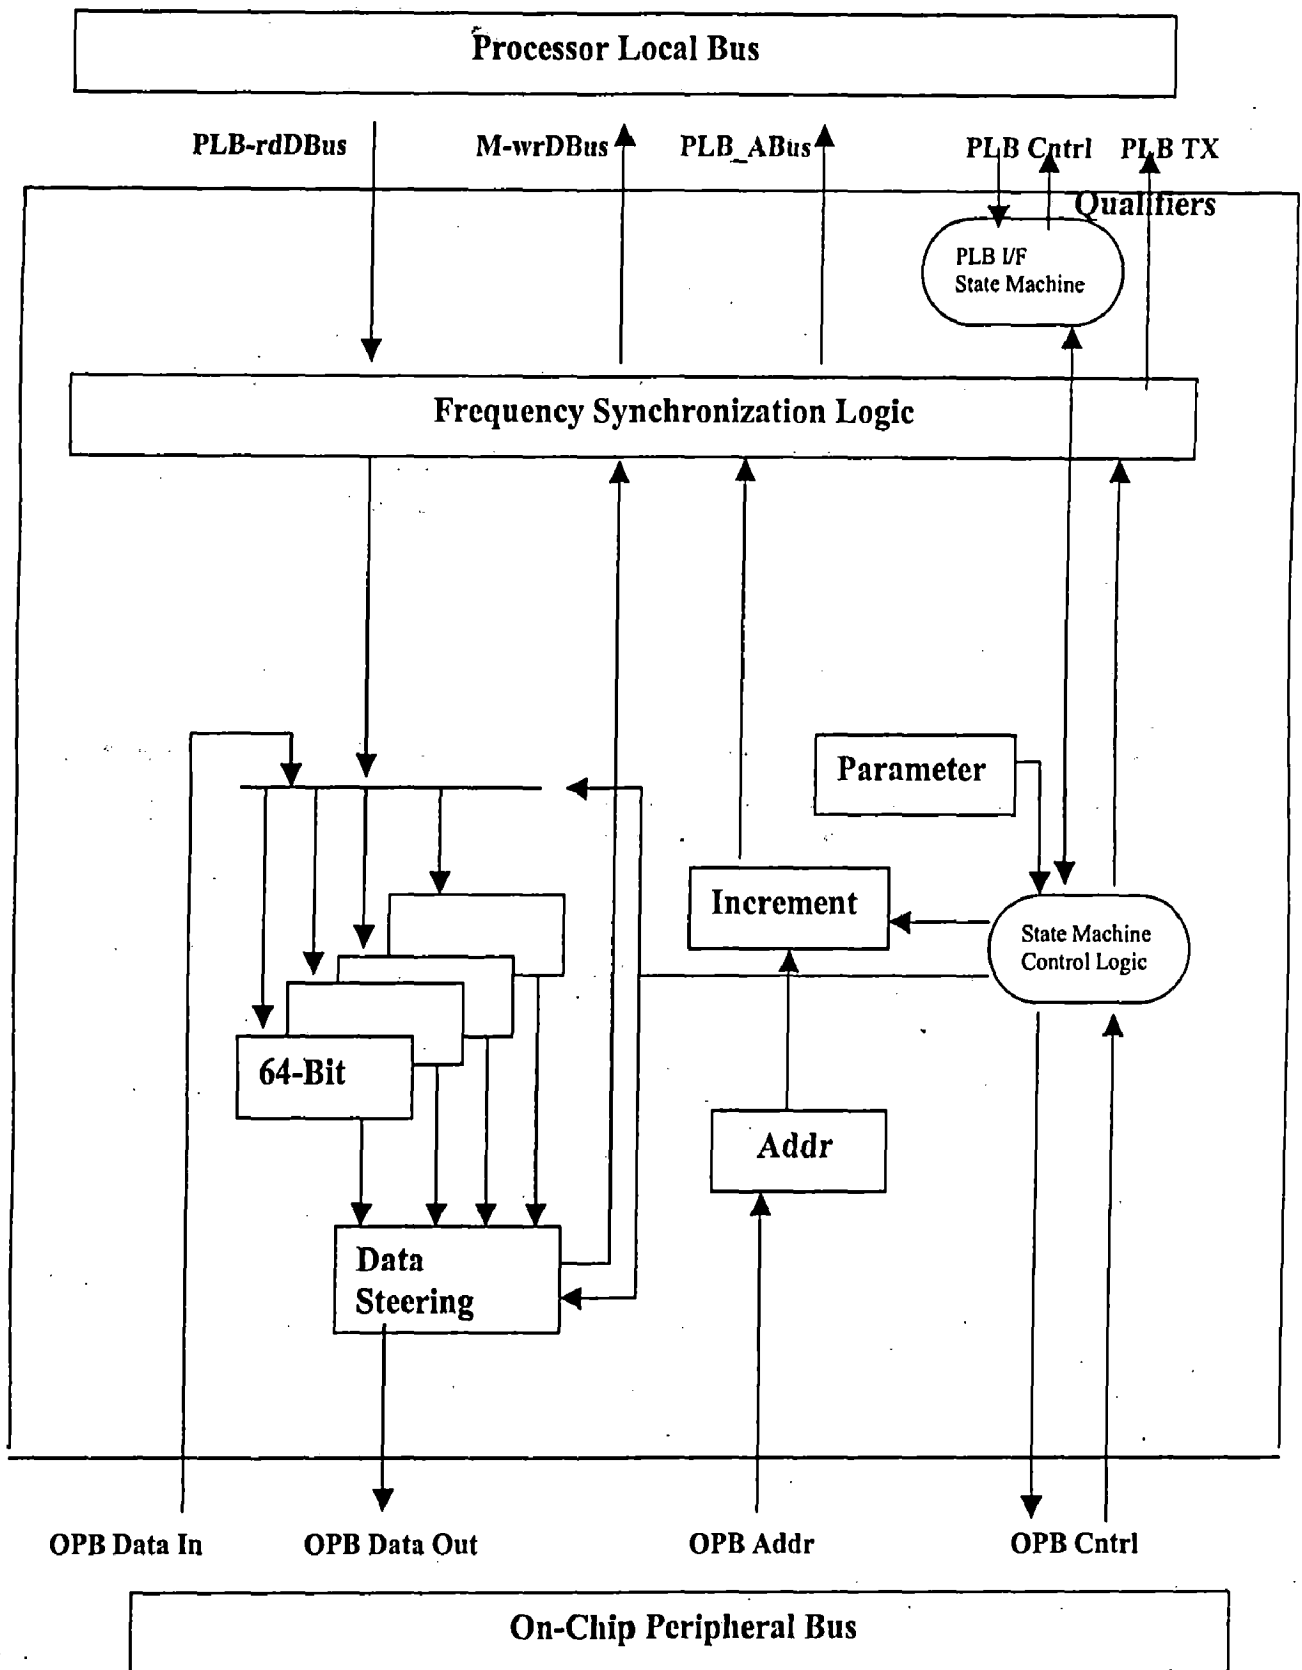 Processor Local Bus
PLB-rdDBus
M-wrDBus
PLB_ABus
PLB Cntrl
PLB TX
Qualifiers
PLB I/F
State Machine
Frequency Synchronization Logic
Parameter
Increment
State Machine
Control Logic
64-Bit
Addr
Data
Steering
OPB Data In
OPB Data Out
OPB Addr
OPB Cntrl
On-Chip Peripheral Bus